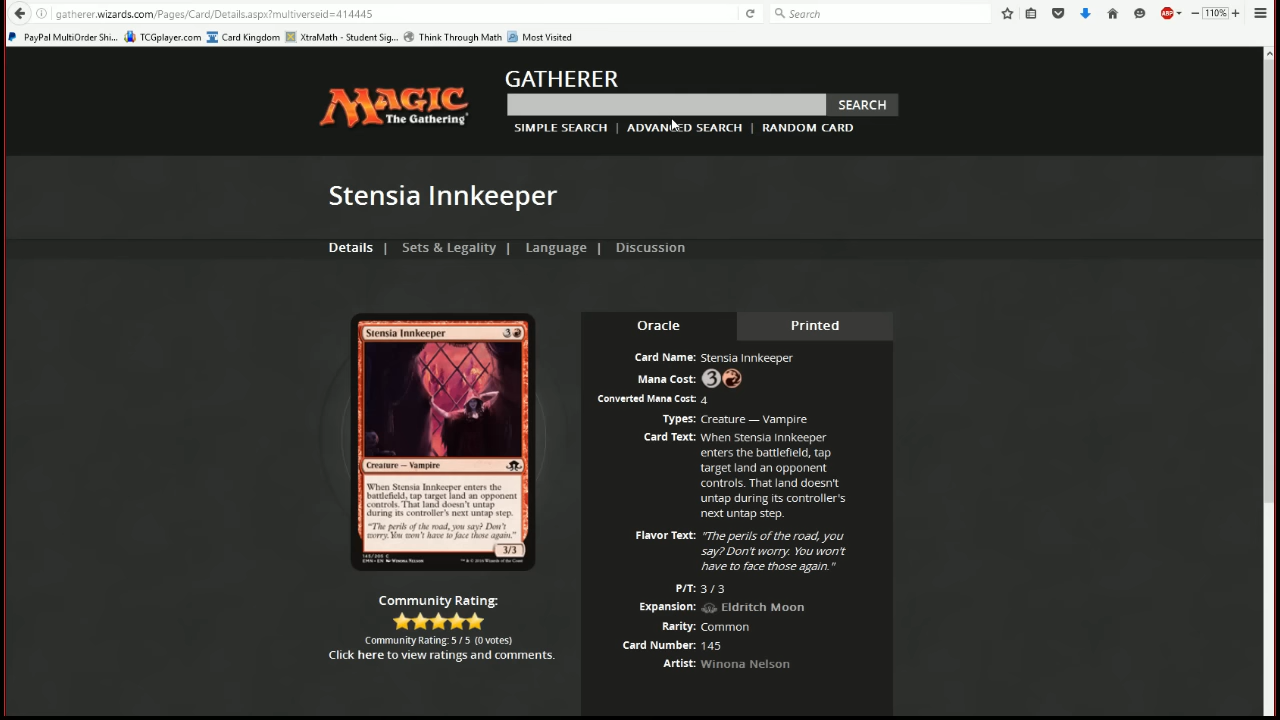 gatherer.wizards.com/Pages/Card/Details.aspx?multiverseid=414445
Search
ABP
110%
PayPal MultiOrder Shi...
TCGplayer.com
Card Kingdom
XtraMath - Student Sig...
Think Through Math
Most Visited
MAGIC
The Gathering
GATHERER
SEARCH
SIMPLE SEARCH | ADVANCED SEARCH | RANDOM CARD
Stensia Innkeeper
Details | Sets & Legality | Language | Discussion
Stensia Innkeeper 3
Creature — Vampire
When Stensia Innkeeper enters the
battlefield, tap target land an opponent
controls. That land doesn't untap
during its controller's next untap step.
"The perils of the road, you say? Don't
worry. You won't have to face those again."
3/3
Community Rating:
Community Rating: 5 / 5 (0 votes)
Click here to view ratings and comments.
Oracle Printed
Card Name: Stensia Innkeeper
Mana Cost: 3
Converted Mana Cost: 4
Types: Creature — Vampire
Card Text: When Stensia Innkeeper
enters the battlefield, tap
target land an opponent
controls. That land doesn't
untap during its controller's
next untap step.
Flavor Text: "The perils of the road, you
say? Don't worry. You won't
have to face those again."
P/T: 3 / 3
Expansion: Eldritch Moon
Rarity: Common
Card Number: 145
Artist: Winona Nelson